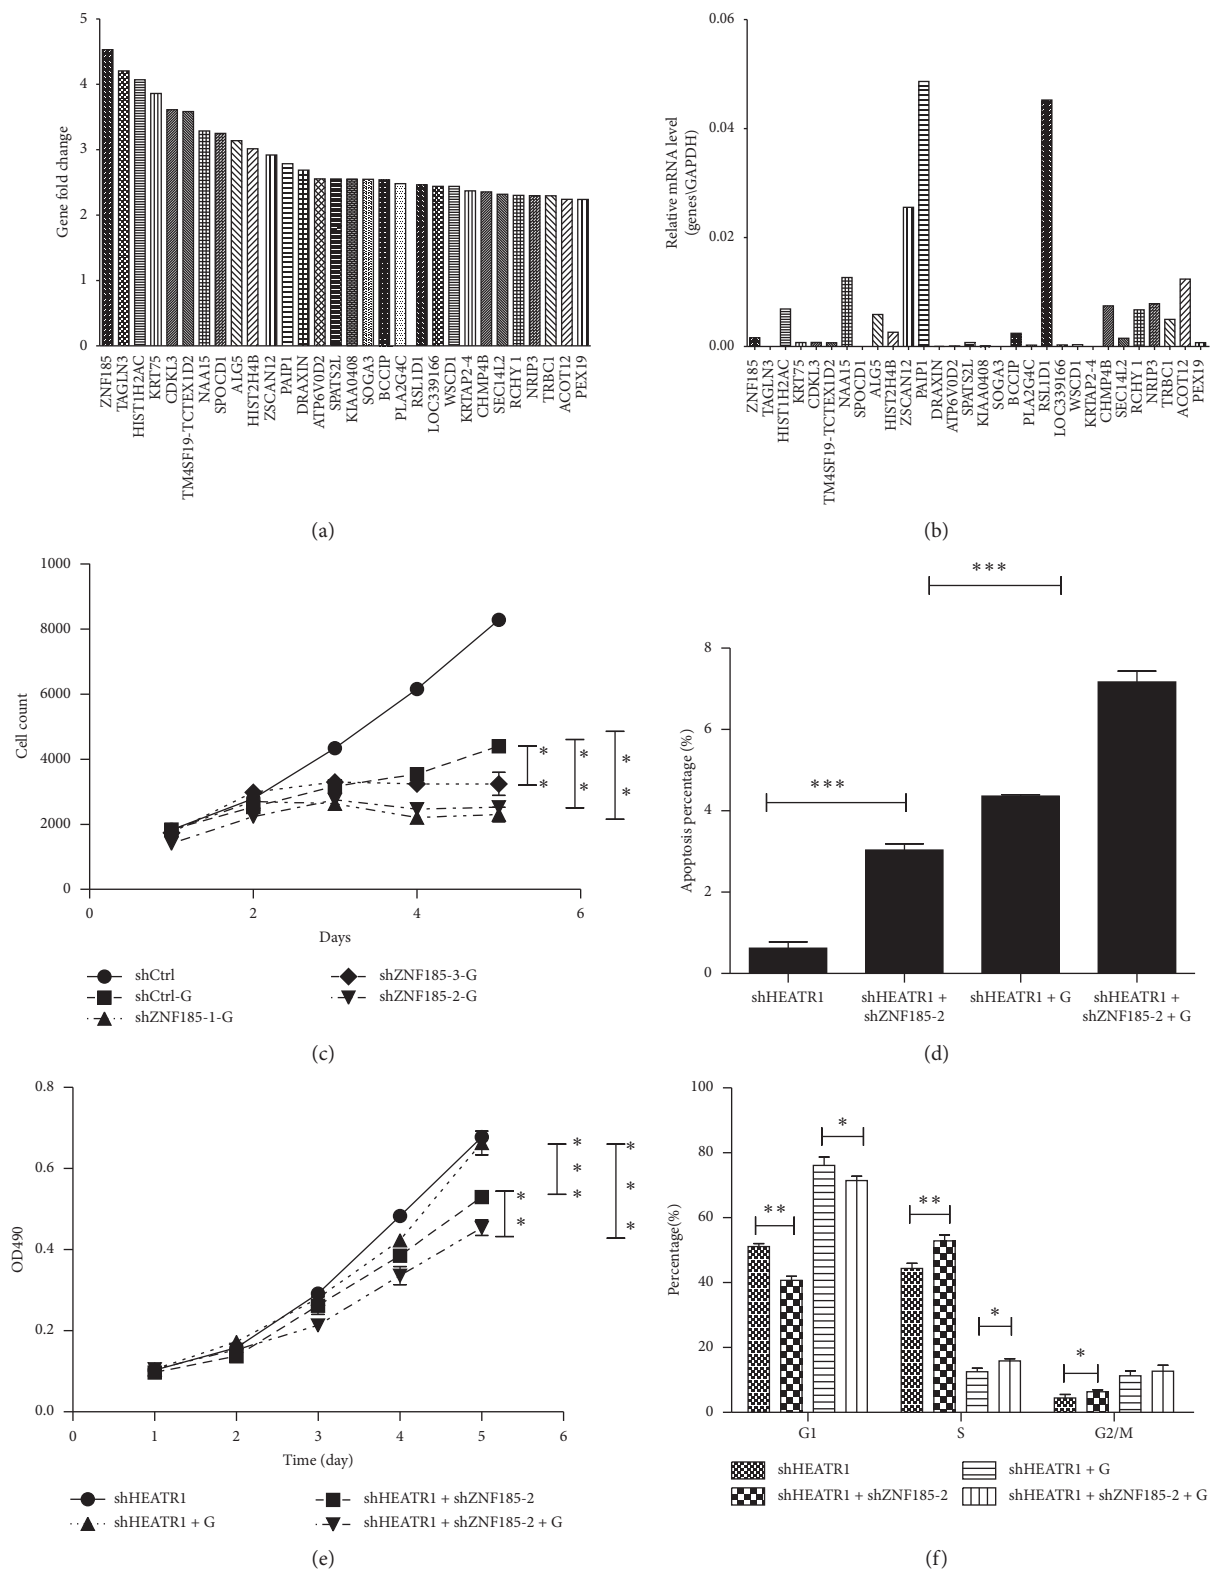 5
4
3
2
1
0
Gene fold change
ZNF185
TAGLN3
HIST1H2AC
KRT75
CDKL3
TM4SF19-TCTEX1D2
NAA15
SPOCD1
ALG5
HIST2H4B
ZSCAN12
PAIP1
DRAXIN
ATP6V0D2
SPATS2L
KIAA0408
SOGA3
BCCIP
PLA2G4C
RSL1D1
LOC339166
WSCD1
KRTAP2-4
CHMP4B
SEC14L2
RCHY 1
NRIP3
TRBC1
ACOT12
PEX19
(a)
0.06
0.04
0.02
0.00
Relative mRNA level
(genes\GAPDH)
ZNF185
TAGLN3
HIST1H2AC
KRT75
CDKL3
TM4SF19-TCTEX1D2
NAA15
SPOCD1
ALG5
HIST2H4B
ZSCAN12
PAIP1
DRAXIN
ATP6V0D2
SPATS2L
KIAA0408
SOGA3
BCCIP
PLA2G4C
RSL1D1
LOC339166
WSCD1
KRTAP2-4
CHMP4B
SEC14L2
RCHY 1
NRIP3
TRBC1
ACOT12
PEX19
(b)
1000
8000
6000
4000
2000
0
Cell count
* *
* *
* *
0 2 4 6
Days
shCtrl
shCtrl-G
shZNF185-1-G
shZNF185-3-G
shZNF185-2-G
(c)
***
***
8
6
4
2
0
Apoptosis percentage (%)
shHEATR1
shHEATR1 +
shZNF185-2
shHEATR1 + G
shHEATR1 +
shZNF185-2 + G
(d)
0.8
0.6
0.4
0.2
0.0
OD490
* *
* * *
* * *
0 1 2 3 4 5 6
Time (day)
shHEATR1
shHEATR1 + G
shHEATR1 + shZNF185-2
shHEATR1 + shZNF185-2 + G
(e)
100
80
60
40
20
0
Percentage(%)
**
*
**
*
*
G1 S G2/M
shHEATR1
shHEATR1 + shZNF185-2
shHEATR1 + G
shHEATR1 + shZNF185-2 + G
(f)